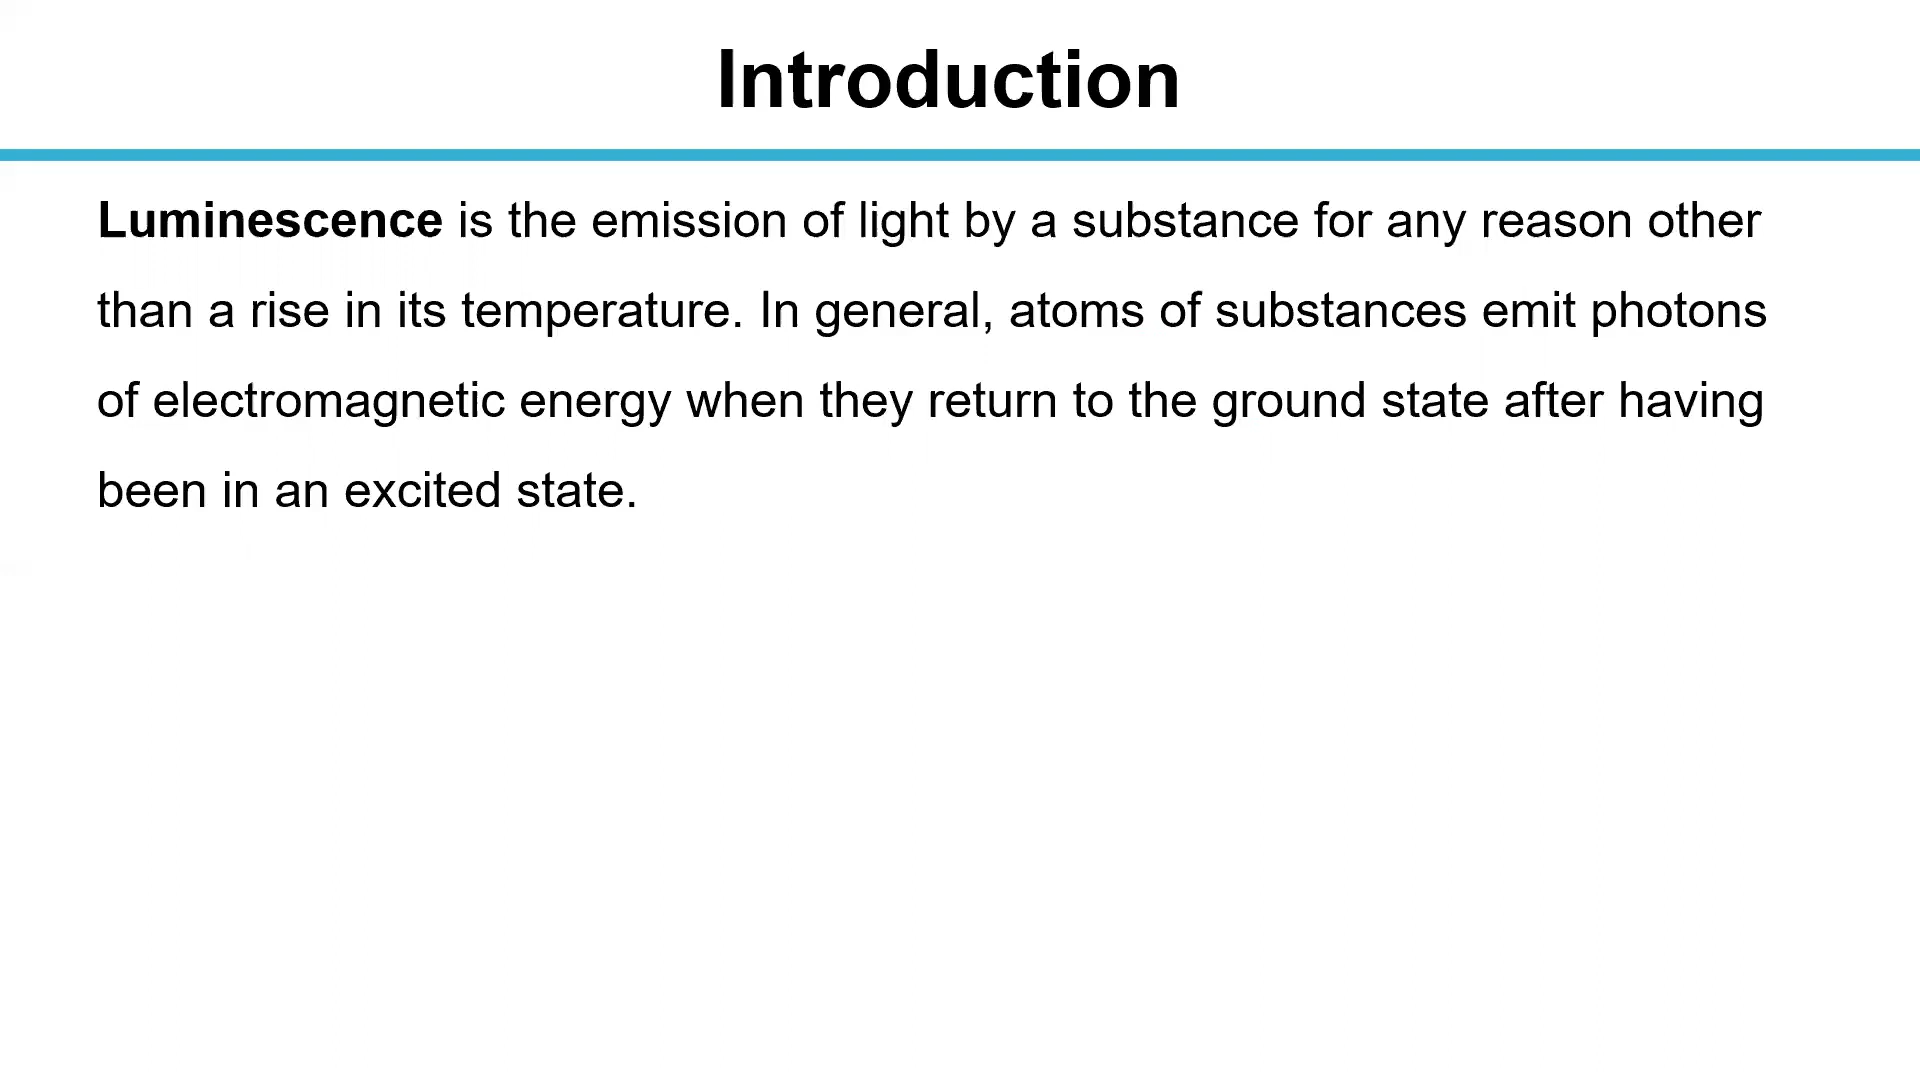 Introduction
Luminescence is the emission of light by a substance for any reason other
than a rise in its temperature. In general, atoms of substances emit photons
of electromagnetic energy when they return to the ground state after having
been in an excited state.